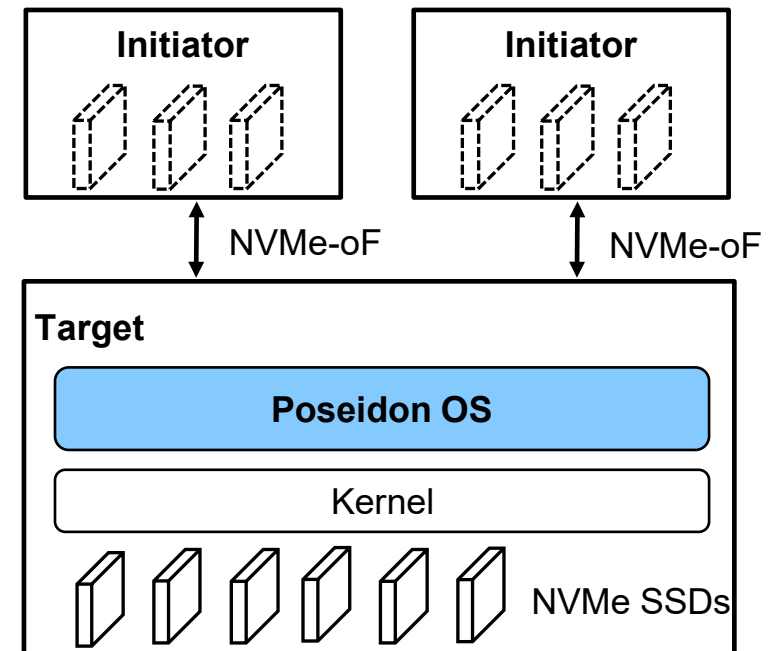 Initiator
Initiator
NVMe-oF
NVMe-oF
Target
Poseidon OS
Kernel
NVMe SSDs